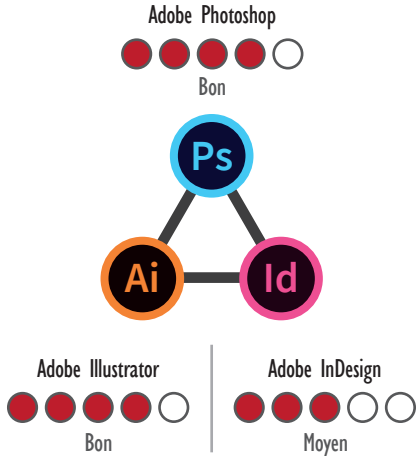 Adobe Photoshop
Bon
Ps
Ai
Id
Adobe Illustrator
Bon
Adobe InDesign
Moyen